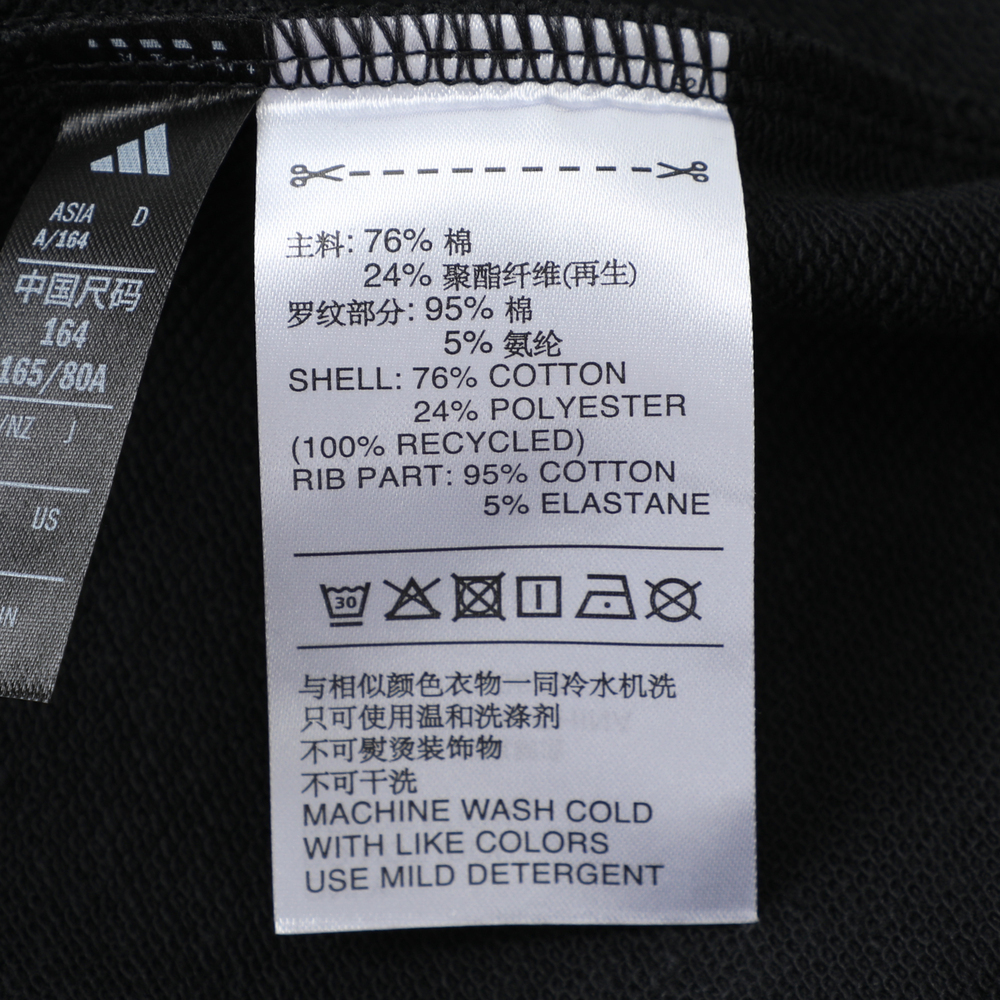 ASIA D
A/164
中国尺码
164
165/80A
/NZ J
US
主料: 76% 棉
24% 聚酯纤维(再生)
罗纹部分: 95% 棉
5% 氨纶
SHELL: 76% COTTON
24% POLYESTER
(100% RECYCLED)
RIB PART: 95% COTTON
5% ELASTANE
30
与相似颜色衣物一同冷水机洗
只可使用温和洗涤剂
不可熨烫装饰物
不可干洗
MACHINE WASH COLD
WITH LIKE COLORS
USE MILD DETERGENT